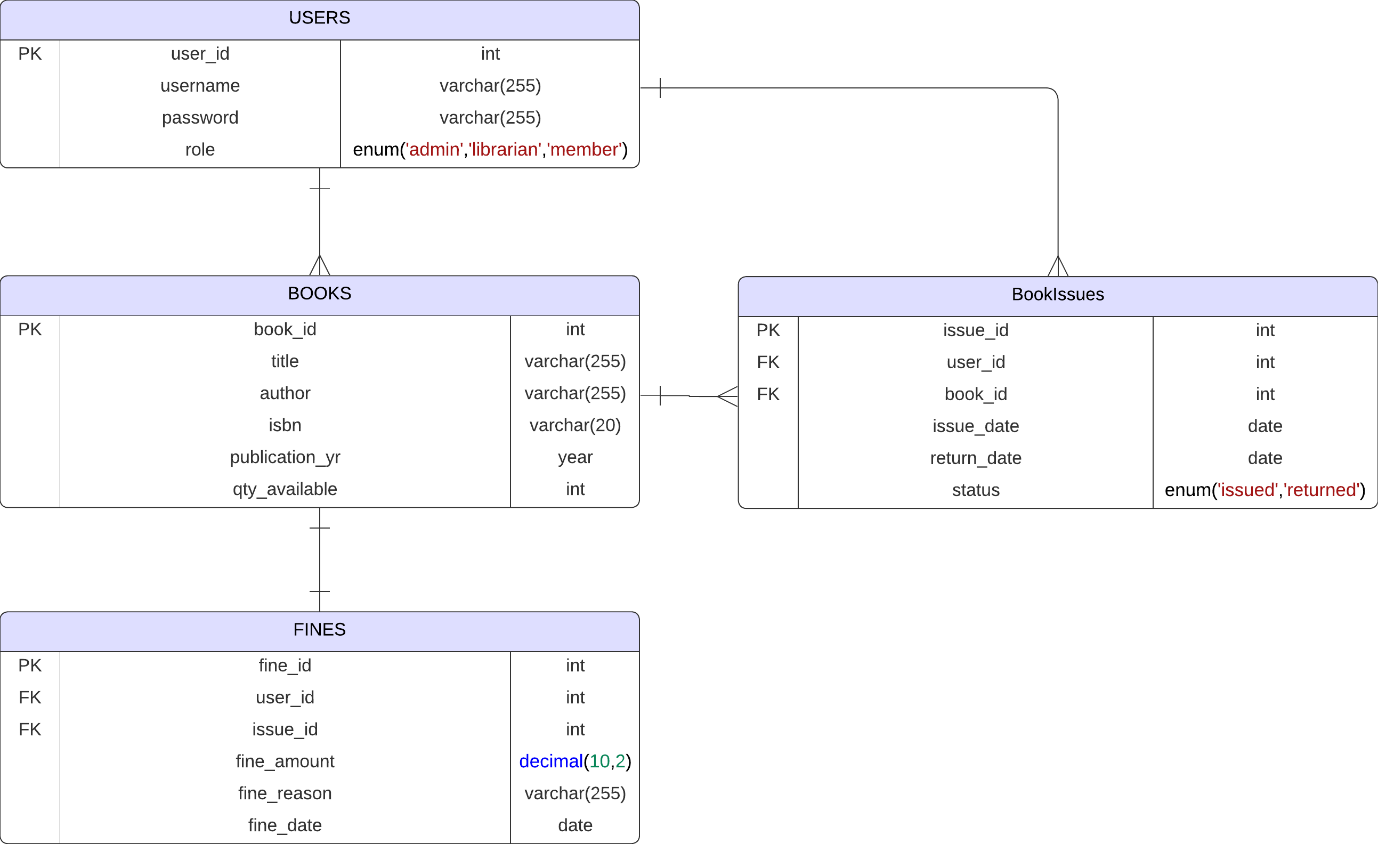 USERS
PK user_id int
username varchar(255)
password varchar(255)
role enum('admin','librarian','member')
BOOKS
PK book_id int
title varchar(255)
author varchar(255)
isbn varchar(20)
publication_yr year
qty_available int
BookIssues
PK issue_id int
FK user_id int
FK book_id int
issue_date date
return_date date
status enum('issued','returned')
FINES
PK fine_id int
FK user_id int
FK issue_id int
fine_amount decimal(10,2)
fine_reason varchar(255)
fine_date date